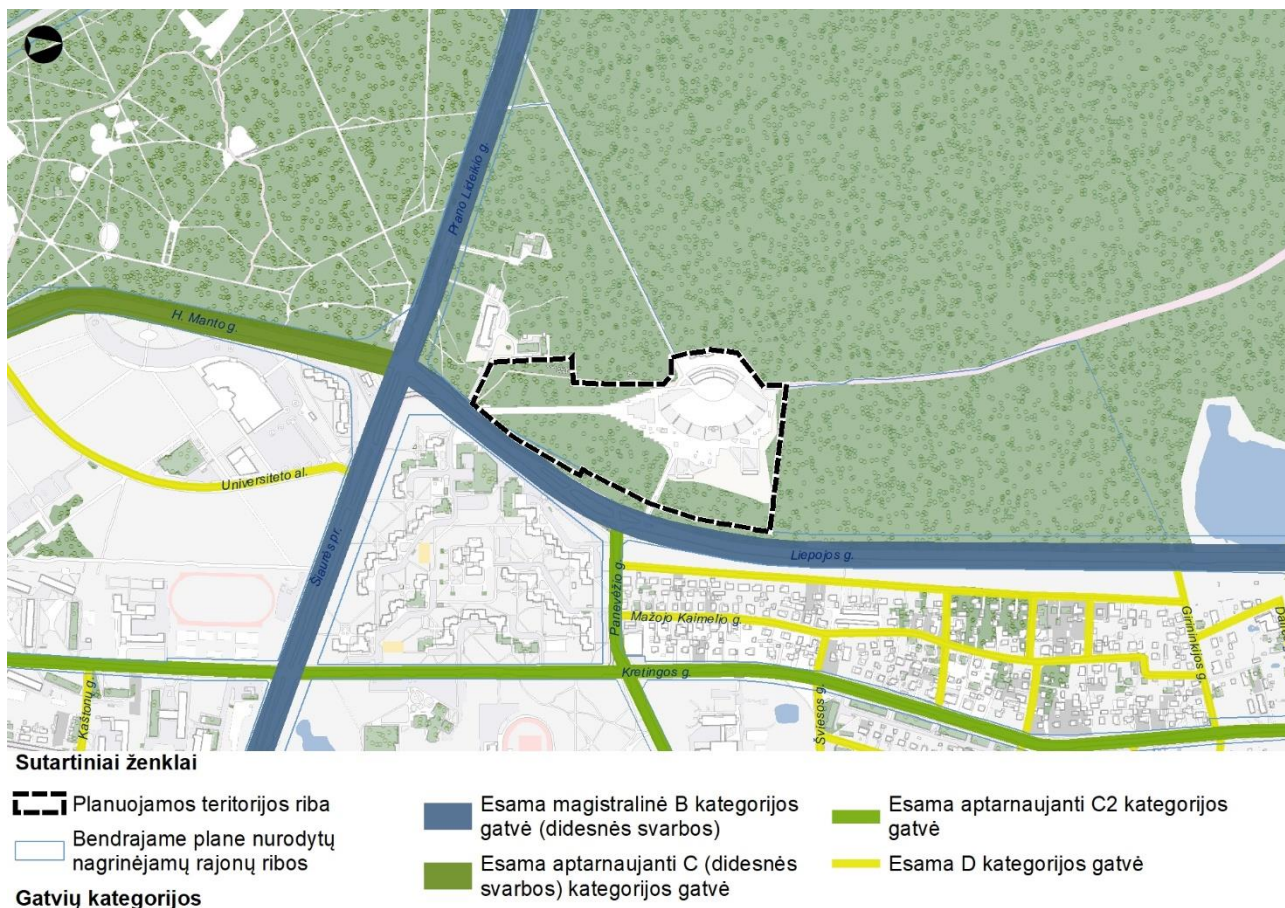 Prano Lideikio g.
H. Manto g.
Universiteto al.
Šiaurės pr.
Liepojos g.
Panevėžio g.
Mažojo Kaimelio g.
Girininkijos g.
Kretingos g.
Kaštonų g.
Šviesos g.
Sutartiniai ženklai
Planuojamos teritorijos riba
Bendrajame plane nurodytų
nagrinėjamų rajonų ribos
Gatvių kategorijos
Esama magistralinė B kategorijos
gatvė (didesnės svarbos)
Esama aptarnaujanti C (didesnės
svarbos) kategorijos gatvė
Esama aptarnaujanti C2 kategorijos
gatvė
Esama D kategorijos gatvė